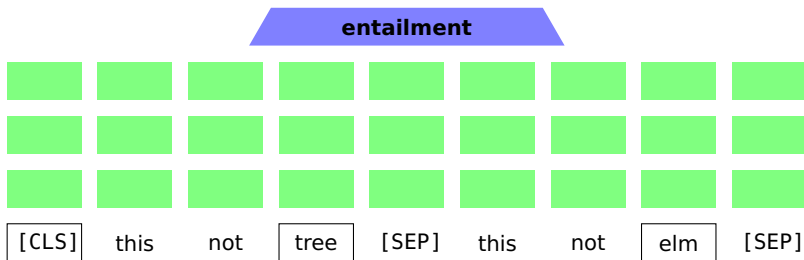 entailment
[CLS] this not tree [SEP] this not elm [SEP]